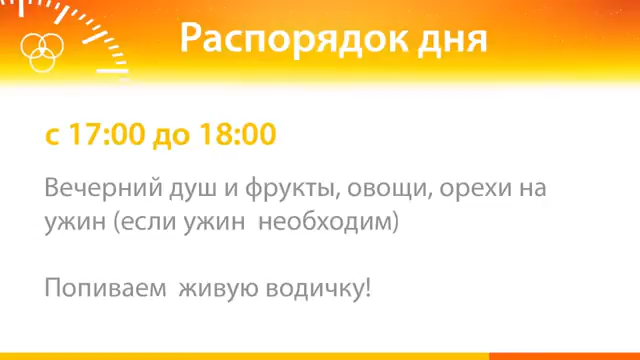 Распорядок дня
с 17:00 до 18:00
Вечерний душ и фрукты, овощи, орехи на
ужин (если ужин  необходим)
Попиваем  живую водичку!